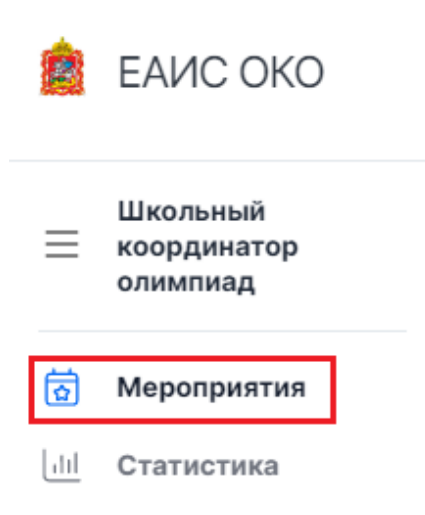 ЕАИС ОКО
Школьный
координатор
олимпиад
Мероприятия
Статистика